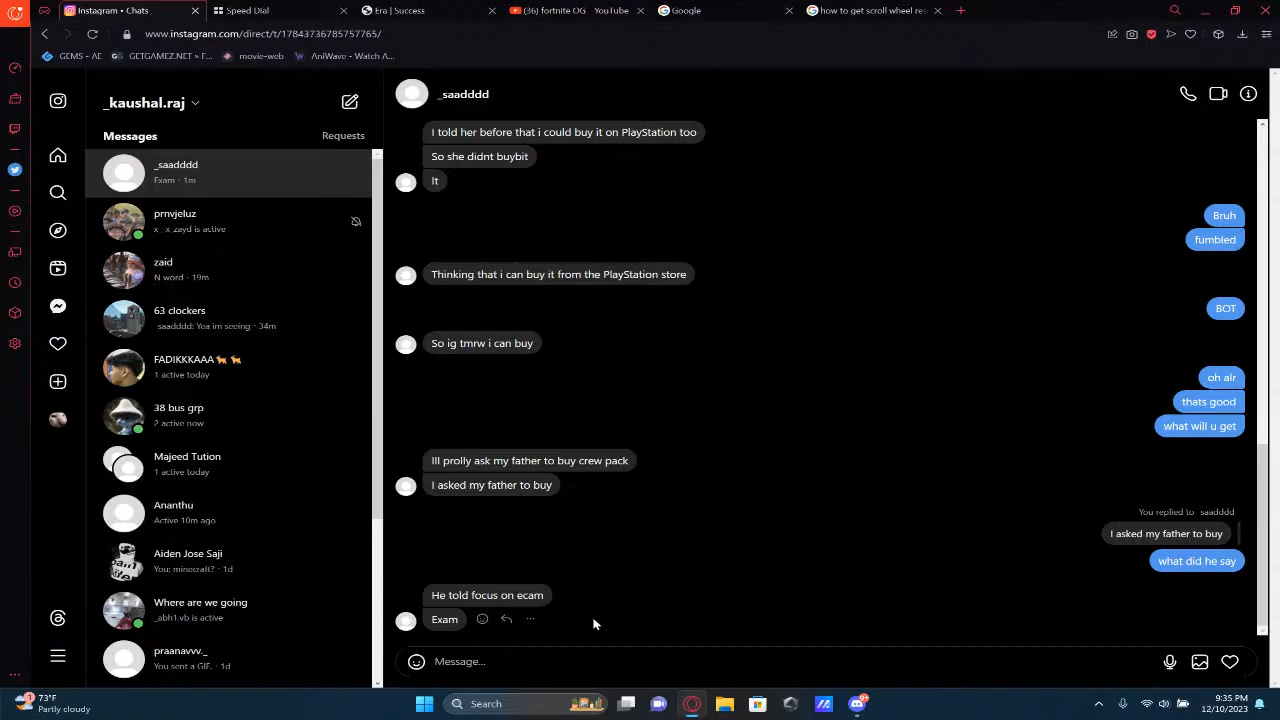 Instagram • Chats
Speed Dial
Era | Success
(36) fortnite OG - YouTube
Google
how to get scroll wheel res
www.instagram.com/direct/t/17843736785757765/
GEMS - AE
GETGAMEZ.NET » F...
movie-web
AniWave - Watch A...
_kaushal.raj
Messages
Requests
_saadddd
Exam · 1m
prnvjeluz
x_ x zayd is active
zaid
N word · 19m
63 clockers
saadddd: Yea im seeing · 34m
FADIKKKAAA🐈 🐈
1 active today
38 bus grp
2 active now
Majeed Tution
1 active today
Ananthu
Active 10m ago
Aiden Jose Saji
You: minecraft? · 1d
Where are we going
_abh1.vb is active
praanavvv._
You sent a GIF. · 1d
_saadddd
I told her before that i could buy it on PlayStation too
So she didnt buybit
It
Bruh
fumbled
Thinking that i can buy it from the PlayStation store
BOT
So ig tmrw i can buy
oh alr
thats good
what will u get
Ill prolly ask my father to buy crew pack
I asked my father to buy
You replied to saadddd
I asked my father to buy
what did he say
He told focus on ecam
Exam
Message...
1
73°F
Partly cloudy
Search
9+
9:35 PM
12/10/2023